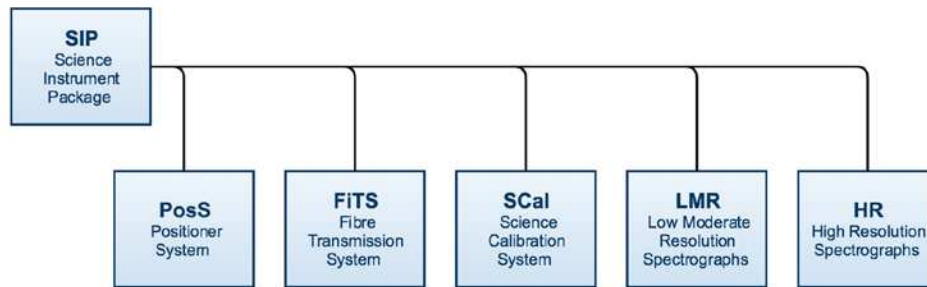 SIP
Science
Instrument
Package
PosS
Positioner
System
FiTS
Fibre
Transmission
System
SCal
Science
Calibration
System
LMR
Low Moderate
Resolution
Spectrographs
HR
High Resolution
Spectrographs